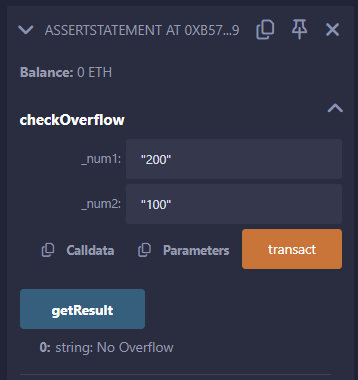 ASSERTSTATEMENT AT 0XB57...9
Balance: 0 ETH
checkOverflow
_num1: "200"
_num2: "100"
Calldata Parameters transact
getResult
0: string: No Overflow